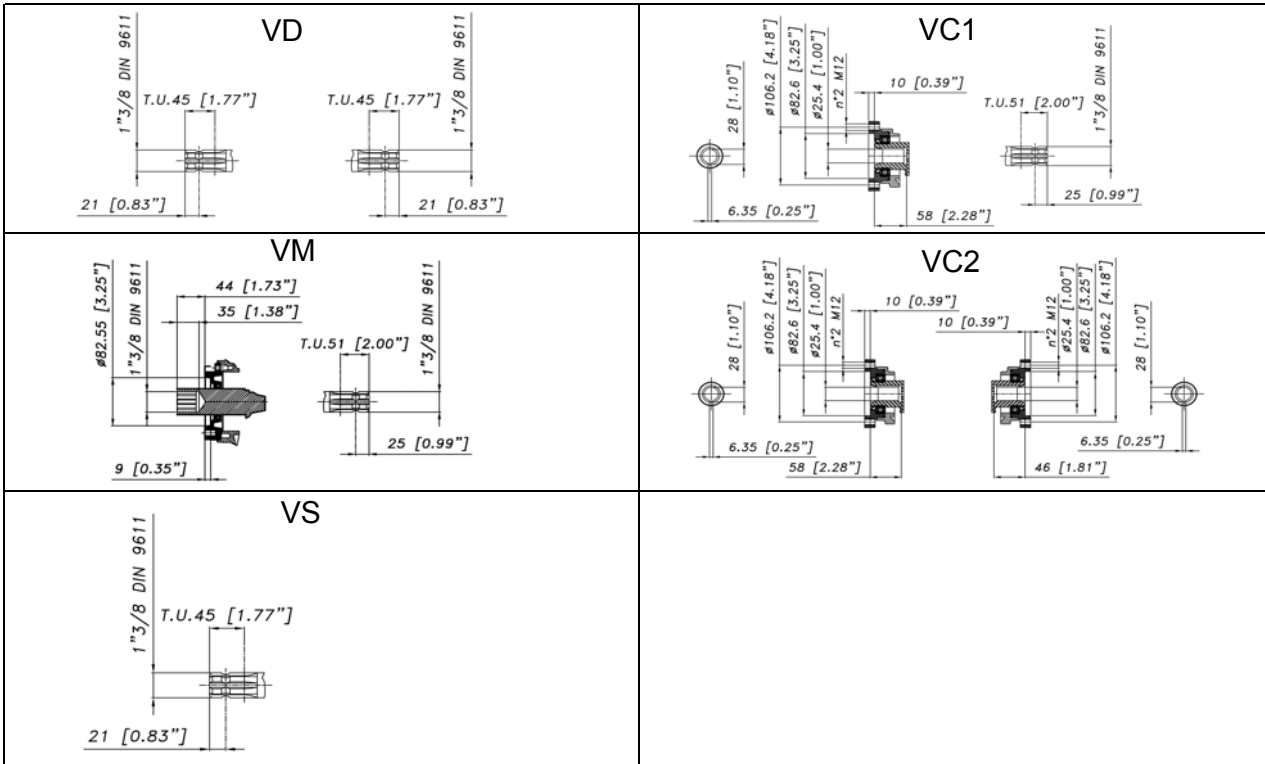 VD
1"3/8 DIN 9611
T.U.45 [1.77"]
T.U.45 [1.77"]
1"3/8 DIN 9611
21 [0.83"]
21 [0.83"]
VC1
28 [1.10"]
ø106.2 [4.18"]
ø82.6 [3.25"]
ø25.4 [1.00"]
n°2 M12
10 [0.39"]
T.U.51 [2.00"]
1"3/8 DIN 9611
6.35 [0.25"]
58 [2.28"]
25 [0.99"]
VM
ø82.55 [3.25"]
1"3/8 DIN 9611
44 [1.73"]
35 [1.38"]
T.U.51 [2.00"]
1"3/8 DIN 9611
9 [0.35"]
25 [0.99"]
VC2
28 [1.10"]
ø106.2 [4.18"]
ø82.6 [3.25"]
ø25.4 [1.00"]
n°2 M12
10 [0.39"]
10 [0.39"]
n°2 M12
ø25.4 [1.00"]
ø82.6 [3.25"]
ø106.2 [4.18"]
28 [1.10"]
6.35 [0.25"]
58 [2.28"]
46 [1.81"]
6.35 [0.25"]
VS
1"3/8 DIN 9611
T.U.45 [1.77"]
21 [0.83"]